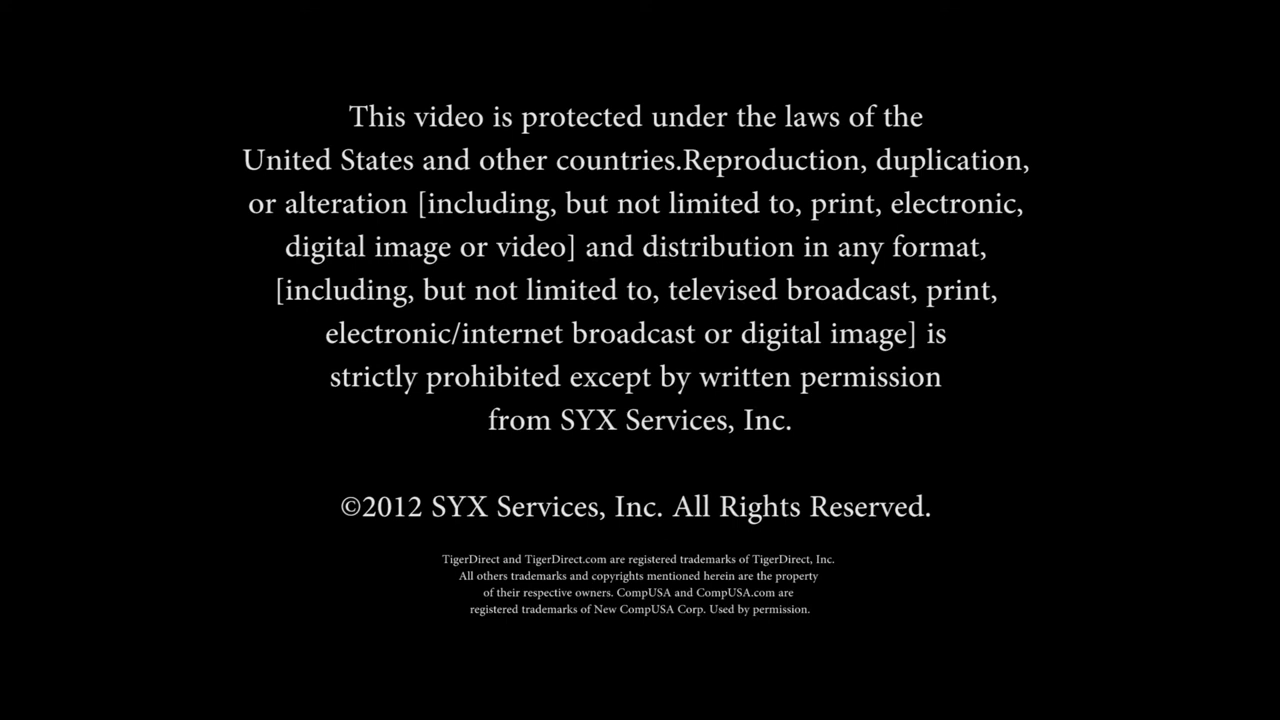 This video is protected under the laws of the
United States and other countries.Reproduction, duplication,
or alteration [including, but not limited to, print, electronic,
digital image or video] and distribution in any format,
[including, but not limited to, televised broadcast, print,
electronic/internet broadcast or digital image] is
strictly prohibited except by written permission
from SYX Services, Inc.
©2012 SYX Services, Inc. All Rights Reserved.
TigerDirect and TigerDirect.com are registered trademarks of TigerDirect, Inc.
All others trademarks and copyrights mentioned herein are the property
of their respective owners. CompUSA and CompUSA.com are
registered trademarks of New CompUSA Corp. Used by permission.